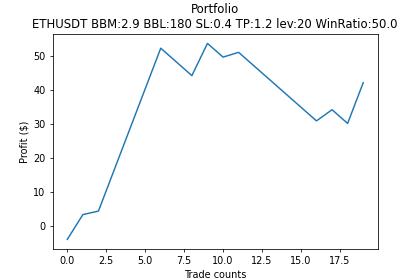 Portfolio
ETHUSDT BBM:2.9 BBL:180 SL:0.4 TP:1.2 lev:20 WinRatio:50.0
Profit ($)
50
40
30
20
10
0
0.0 2.5 5.0 7.5 10.0 12.5 15.0 17.5
Trade counts